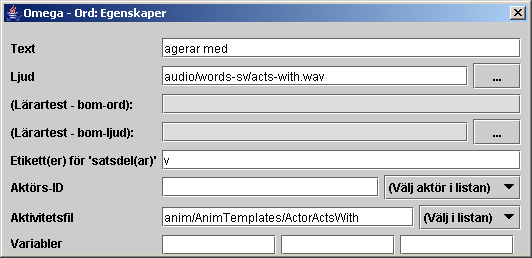 Omega - Ord: Egenskaper
Text agerar med
Ljud audio/words-sv/acts-with.wav ...
(Lärartest - bom-ord):
(Lärartest - bom-ljud): ...
Etikett(er) för 'satsdel(ar)' v
Aktörs-ID (Välj aktör i listan)
Aktivitetsfil anim/AnimTemplates/ActorActsWith (Välj i listan)
Variabler